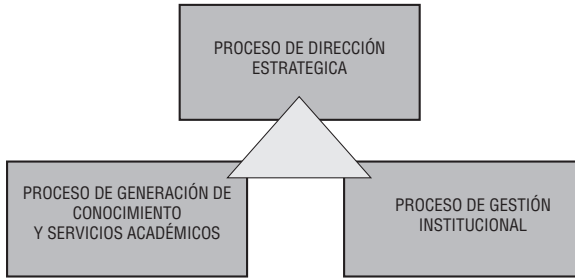 PROCESO DE DIRECCIÓN
ESTRATEGICA
PROCESO DE GENERACIÓN DE
CONOCIMIENTO
Y SERVICIOS ACADÉMICOS
PROCESO DE GESTIÓN
INSTITUCIONAL